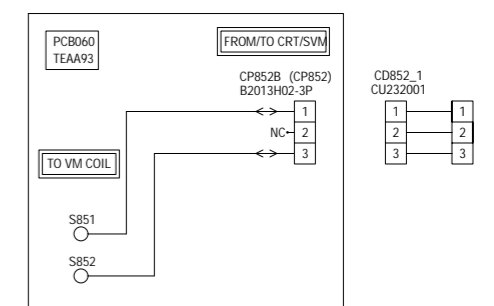 PCB060
TEAA93
FROM/TO CRT/SVM
CP852B (CP852)
B2013H02-3P
1
NC 2
3
CD852_1
CU232001
1 1
2 2
3 3
TO VM COIL
S851
S852